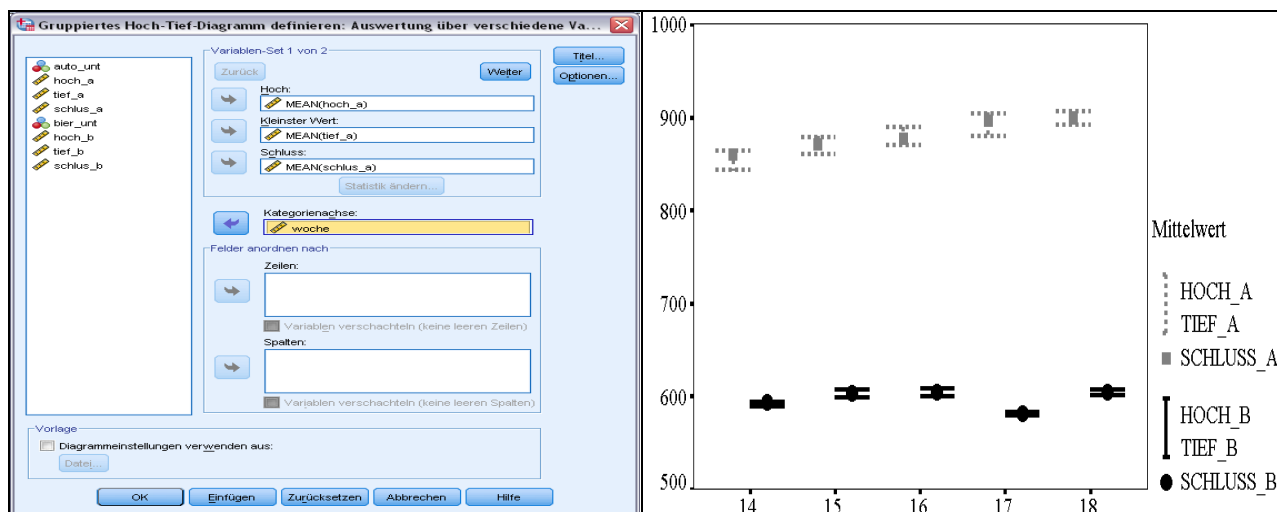 Gruppiertes Hoch-Tief-Diagramm definieren: Auswertung über verschiedene Va...
auto_unt
hoch_a
tief_a
schlus_a
bier_unt
hoch_b
tief_b
schlus_b
Variablen-Set 1 von 2
Zurück
Weiter
Hoch:
MEAN(hoch_a)
Kleinster Wert:
MEAN(tief_a)
Schluss:
MEAN(schlus_a)
Statistik ändern...
Kategorienachse:
woche
Felder anordnen nach
Zeilen:
Variablen verschachteln (keine leeren Zeilen)
Spalten:
Variablen verschachteln (keine leeren Spalten)
Titel...
Optionen...
Vorlage
Diagrammeinstellungen verwenden aus:
Datei...
OK
Einfügen
Zurücksetzen
Abbrechen
Hilfe
1000
900
800
700
600
500
14
15
16
17
18
Mittelwert
HOCH_A
TIEF_A
SCHLUSS_A
HOCH_B
TIEF_B
SCHLUSS_B